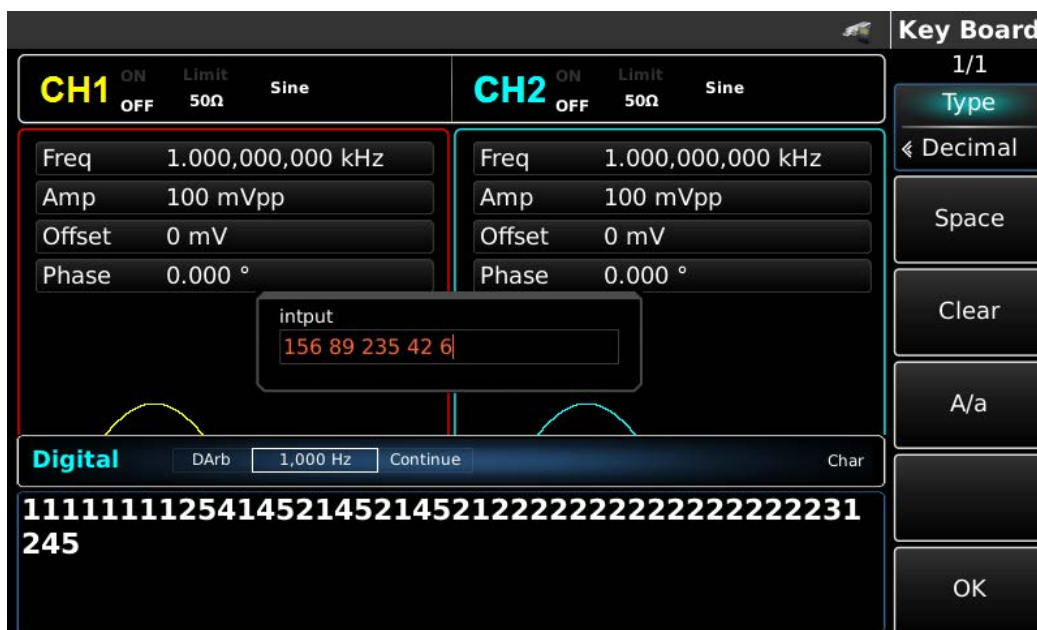 Key Board
1/1
CH1 ON OFF Limit 50Ω Sine
CH2 ON OFF Limit 50Ω Sine
Type
« Decimal
Freq 1.000,000,000 kHz
Freq 1.000,000,000 kHz
Amp 100 mVpp
Amp 100 mVpp
Space
Offset 0 mV
Offset 0 mV
Phase 0.000 °
Phase 0.000 °
intput
156 89 235 42 6
Clear
A/a
Digital DArb 1,000 Hz Continue Char
11111111254145214521452122222222222222222231
245
OK